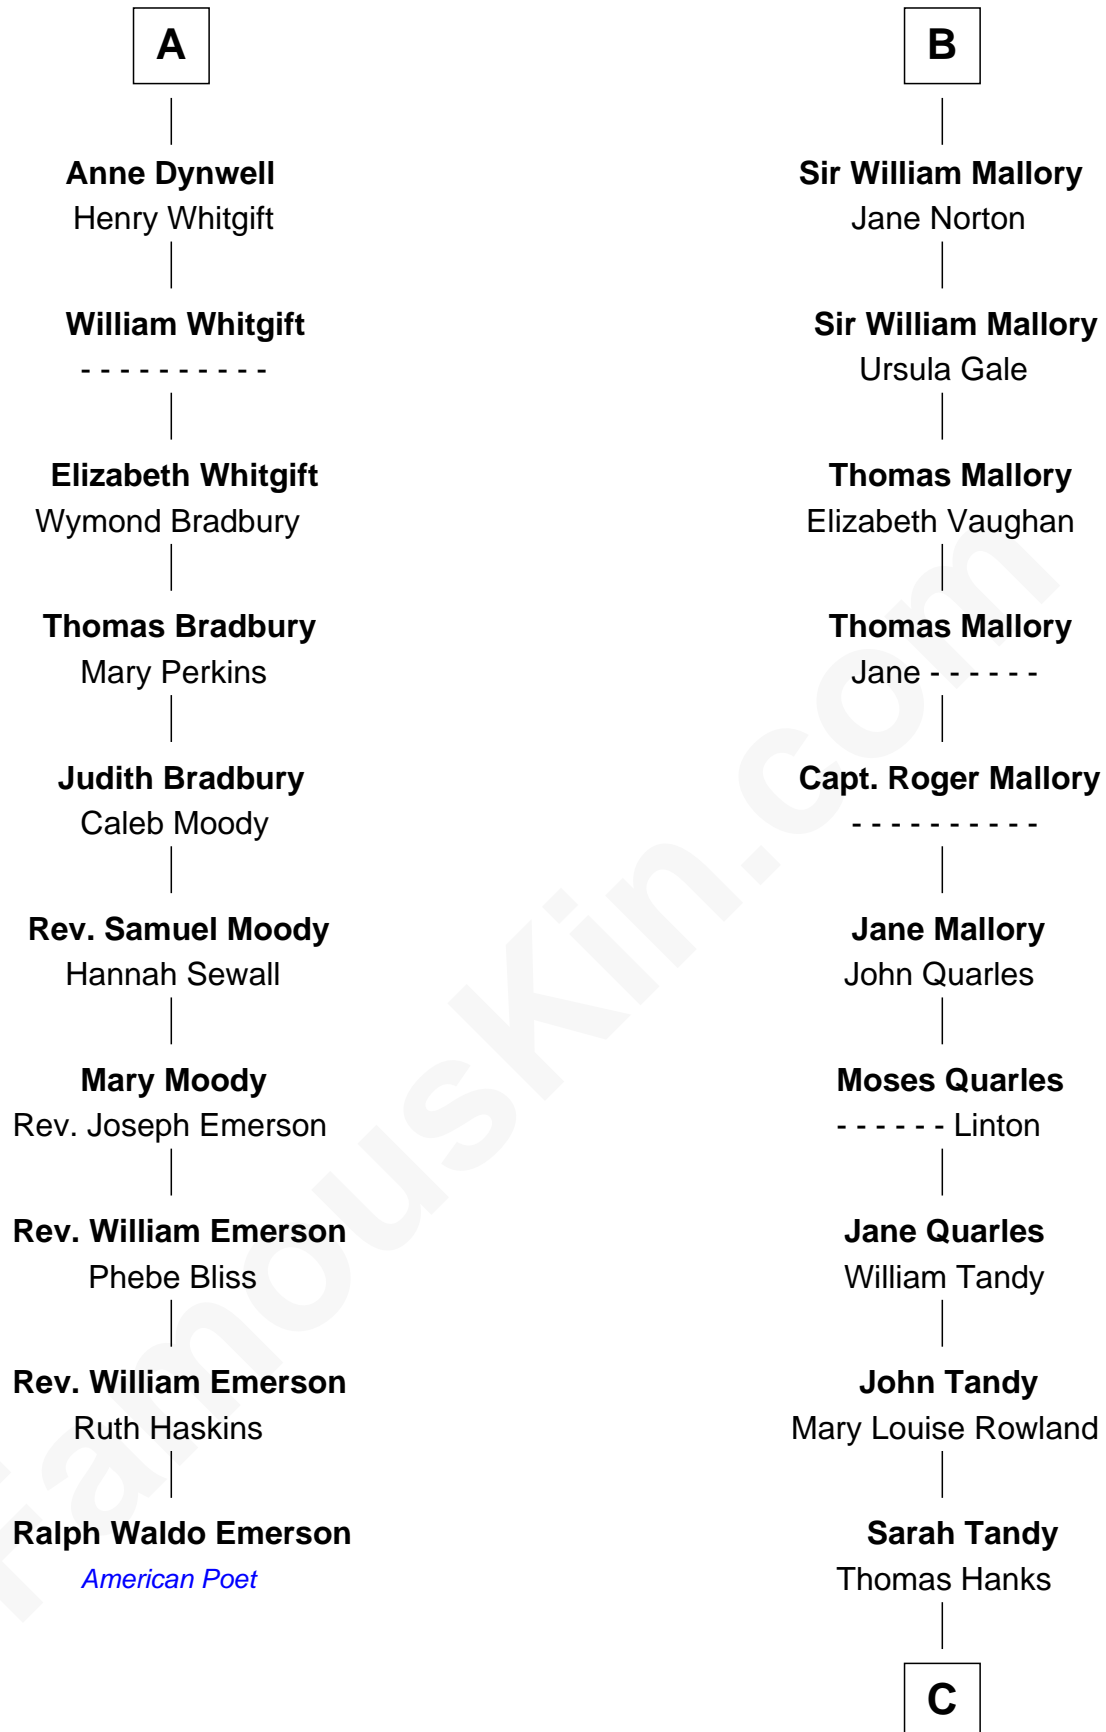 A
Anne Dynwell
Henry Whitgift
William Whitgift
- - - - - - - - - -
Elizabeth Whitgift
Wymond Bradbury
Thomas Bradbury
Mary Perkins
Judith Bradbury
Caleb Moody
Rev. Samuel Moody
Hannah Sewall
Mary Moody
Rev. Joseph Emerson
Rev. William Emerson
Phebe Bliss
Rev. William Emerson
Ruth Haskins
Ralph Waldo Emerson
American Poet
B
Sir William Mallory
Jane Norton
Sir William Mallory
Ursula Gale
Thomas Mallory
Elizabeth Vaughan
Thomas Mallory
Jane - - - - - -
Capt. Roger Mallory
- - - - - - - - - -
Jane Mallory
John Quarles
Moses Quarles
- - - - - - Linton
Jane Quarles
William Tandy
John Tandy
Mary Louise Rowland
Sarah Tandy
Thomas Hanks
C
FamousKin.com